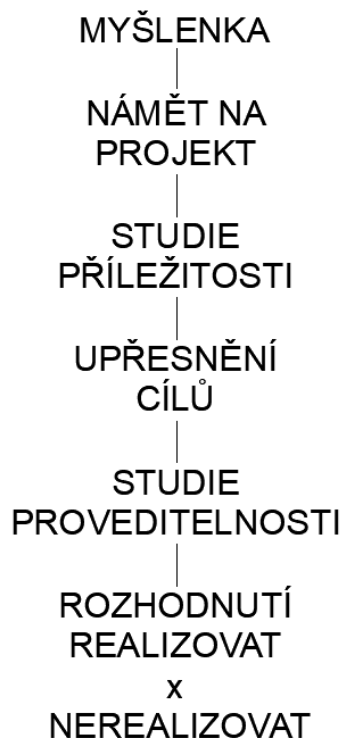 MYŠLENKA
NÁMĚT NA
PROJEKT
STUDIE
PŘÍLEŽITOSTI
UPŘESNĚNÍ
CÍLŮ
STUDIE
PROVEDITELNOSTI
ROZHODNUTÍ
REALIZOVAT
x
NEREALIZOVAT